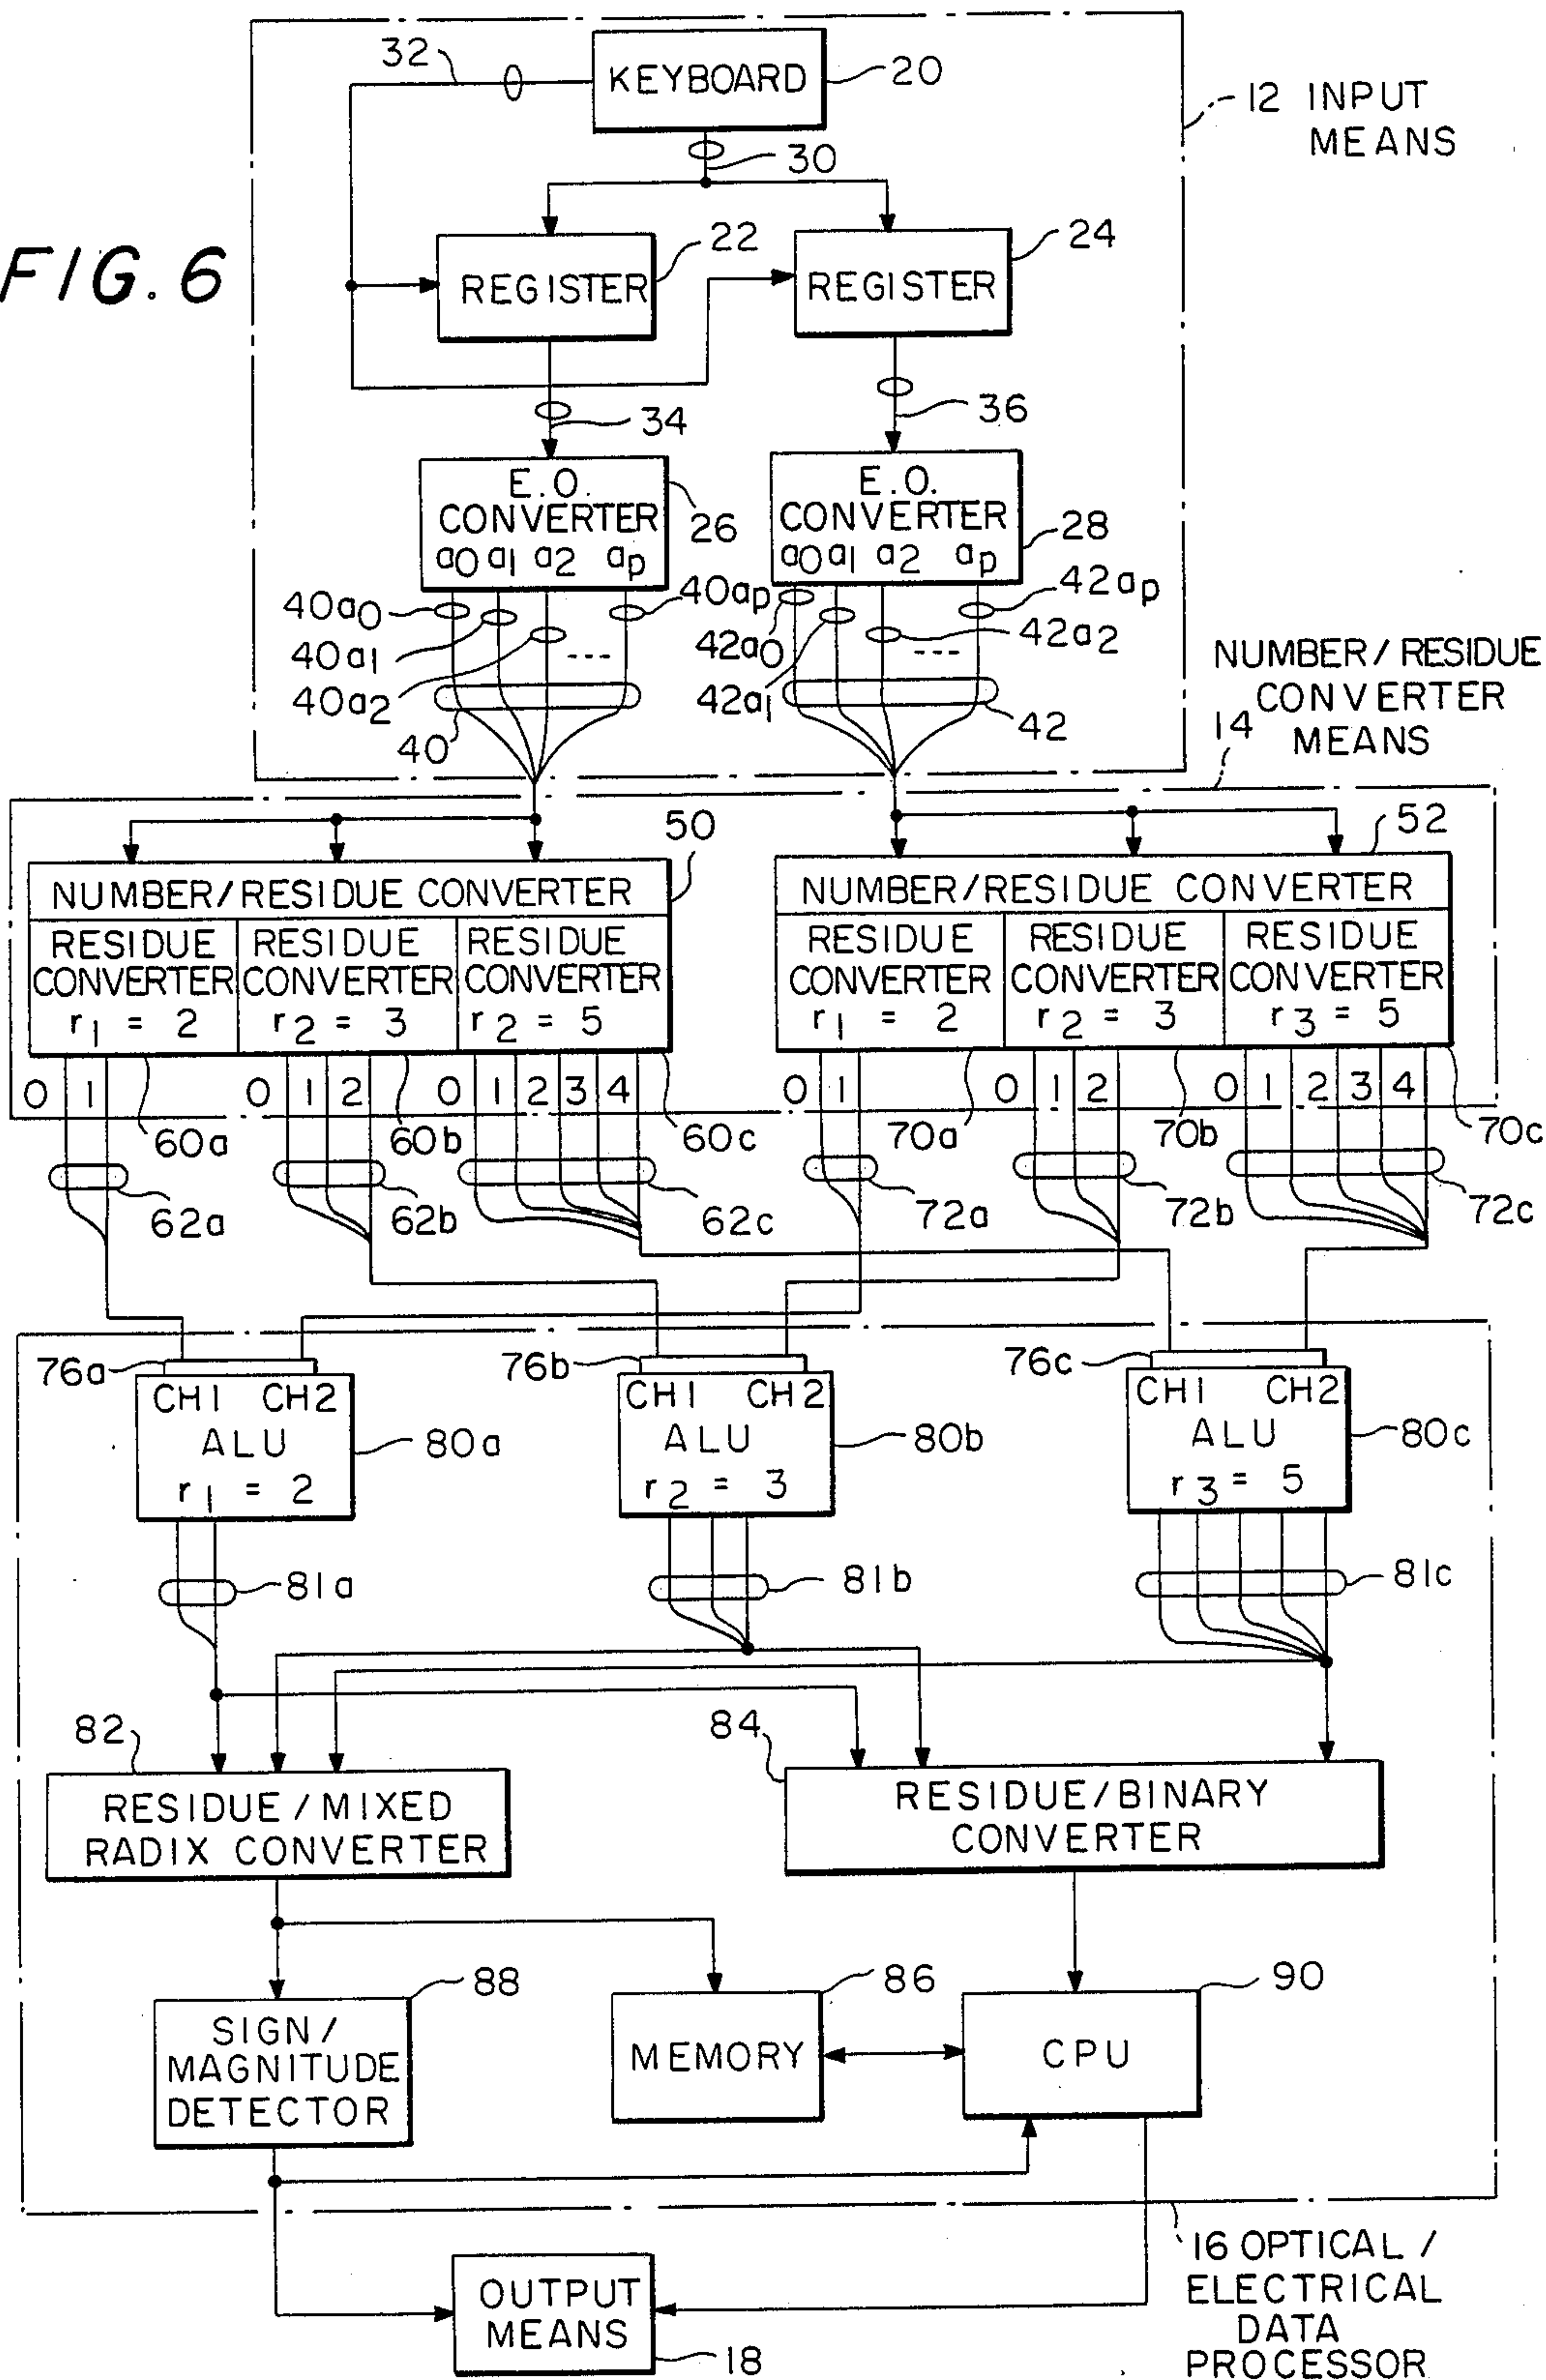 FIG. 6
32
KEYBOARD
20
12 INPUT
MEANS
30
22
24
REGISTER
REGISTER
34
36
E.O.
CONVERTER
a0 a1 a2 ap
26
E.O.
CONVERTER
a0 a1 a2 ap
28
40a0
40ap
42ap
40a1
42a0
42a2
40a2
---
42a1
---
40
42
NUMBER/RESIDUE
CONVERTER
MEANS
14
50
52
NUMBER/RESIDUE CONVERTER
RESIDUE
CONVERTER
r1 = 2
RESIDUE
CONVERTER
r2 = 3
RESIDUE
CONVERTER
r2 = 5
NUMBER/RESIDUE CONVERTER
RESIDUE
CONVERTER
r1 = 2
RESIDUE
CONVERTER
r2 = 3
RESIDUE
CONVERTER
r3 = 5
0 1 0 1 2 0 1 2 3 4
0 1 0 1 2 0 1 2 3 4
60a 60b 60c 70a 70b 70c
62a 62b 62c 72a 72b 72c
76a
CH1 CH2
ALU
r1 = 2
80a
76b
CH1 CH2
ALU
r2 = 3
80b
76c
CH1 CH2
ALU
r3 = 5
80c
81a 81b 81c
82
RESIDUE/MIXED
RADIX CONVERTER
84
RESIDUE/BINARY
CONVERTER
88
SIGN/
MAGNITUDE
DETECTOR
86
MEMORY
90
CPU
16 OPTICAL/
ELECTRICAL
DATA
PROCESSOR
OUTPUT
MEANS
18